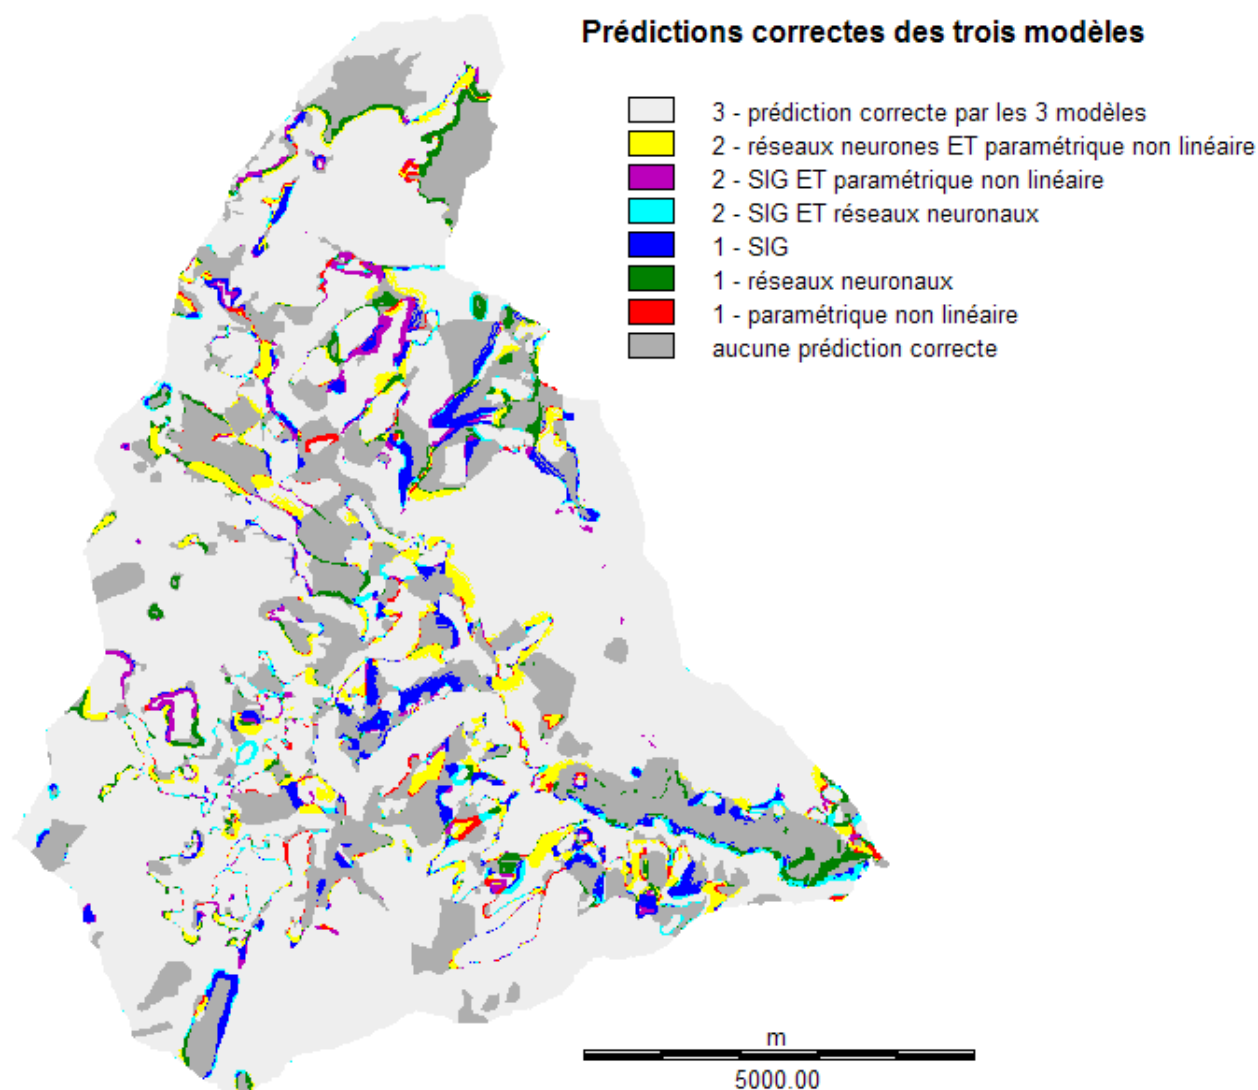 Prédictions correctes des trois modèles
3 - prédiction correcte par les 3 modèles
2 - réseaux neurones ET paramétrique non linéaire
2 - SIG ET paramétrique non linéaire
2 - SIG ET réseaux neuronaux
1 - SIG
1 - réseaux neuronaux
1 - paramétrique non linéaire
aucune prédiction correcte
m
5000.00